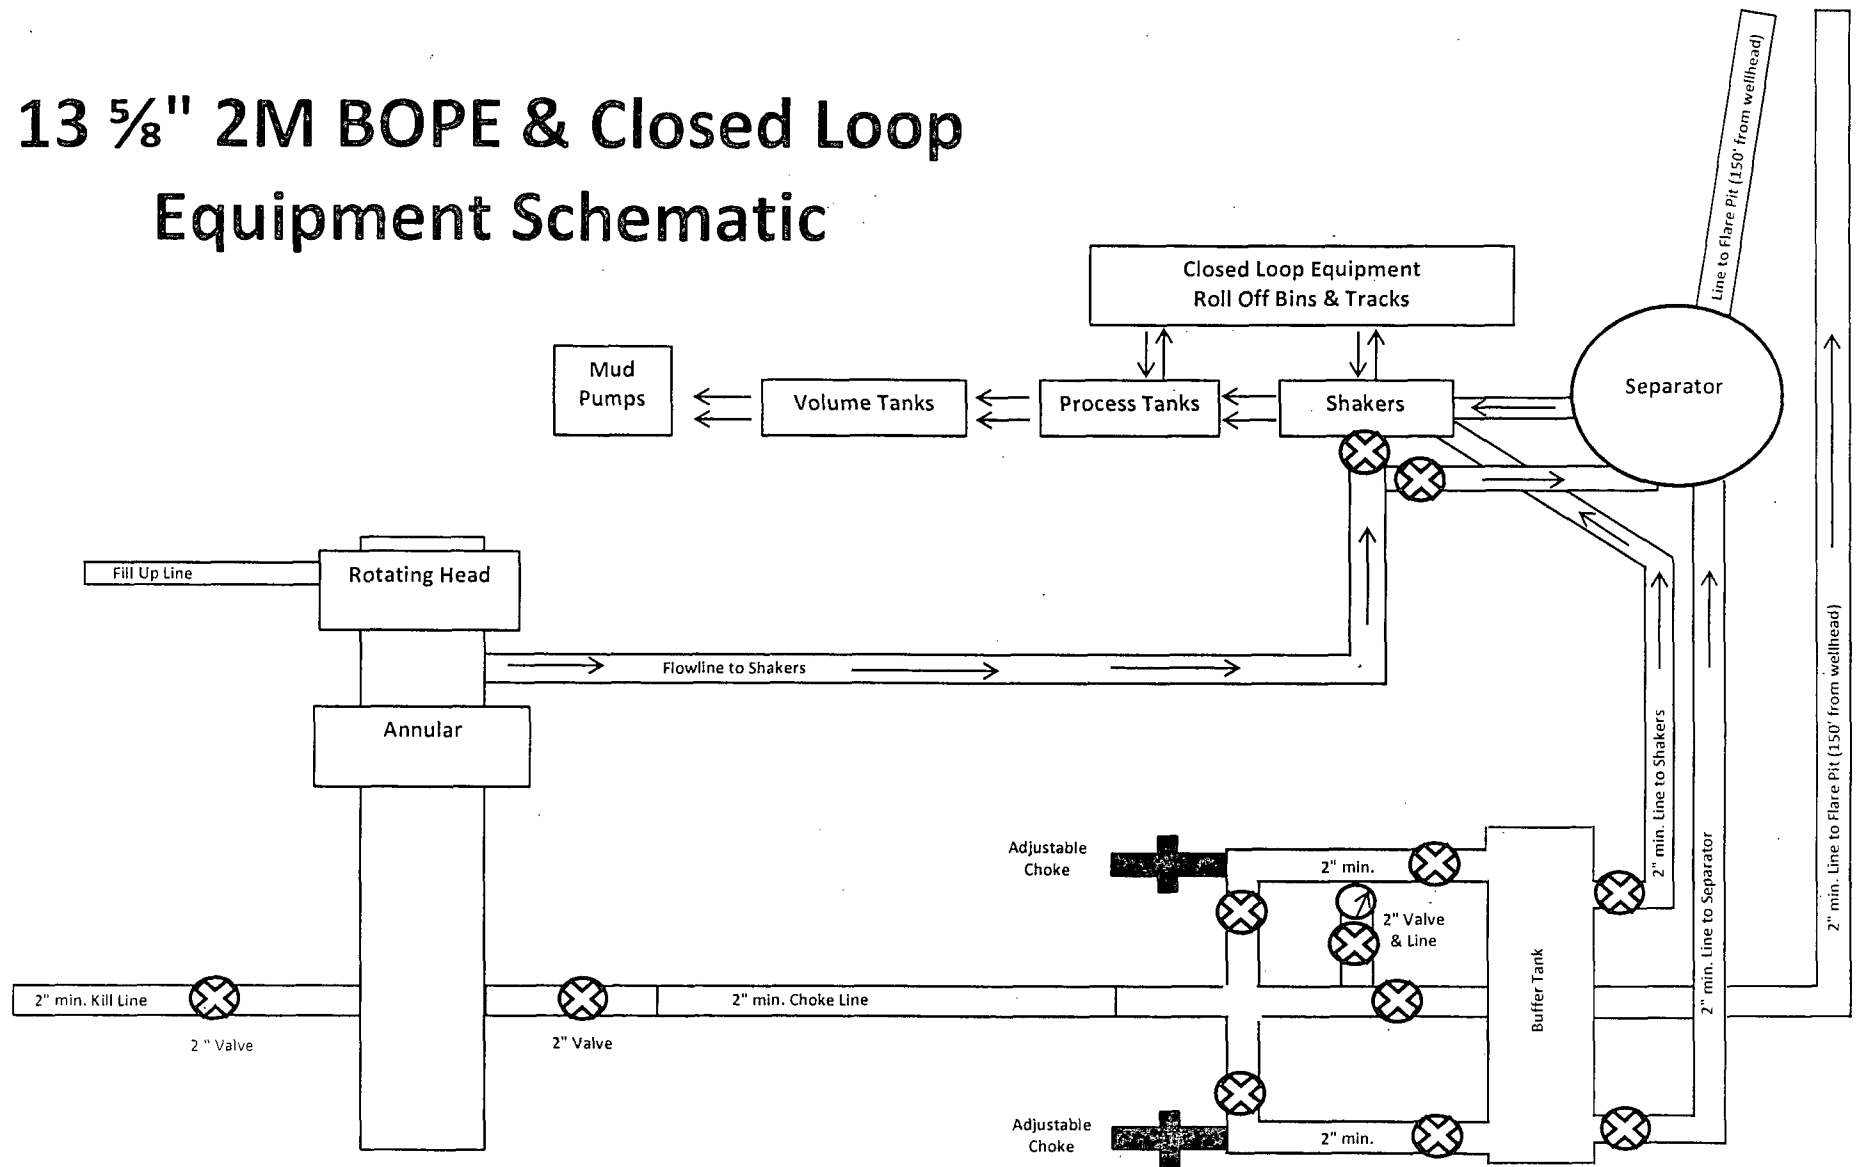 13 ⅝" 2M BOPE & Closed Loop
Equipment Schematic
Line to Flare Pit (150' from wellhead)
Closed Loop Equipment
Roll Off Bins & Tracks
Mud
Pumps
Volume Tanks
Process Tanks
Shakers
Separator
Fill Up Line
Rotating Head
Flowline to Shakers
Annular
2" min. Line to Shakers
2" min. Line to Separator
2" min. Line to Flare Pit (150' from wellhead)
Adjustable
Choke
2" min.
2" Valve
& Line
Buffer Tank
2" min. Kill Line
2" min. Choke Line
2 " Valve
2" Valve
Adjustable
Choke
2" min.